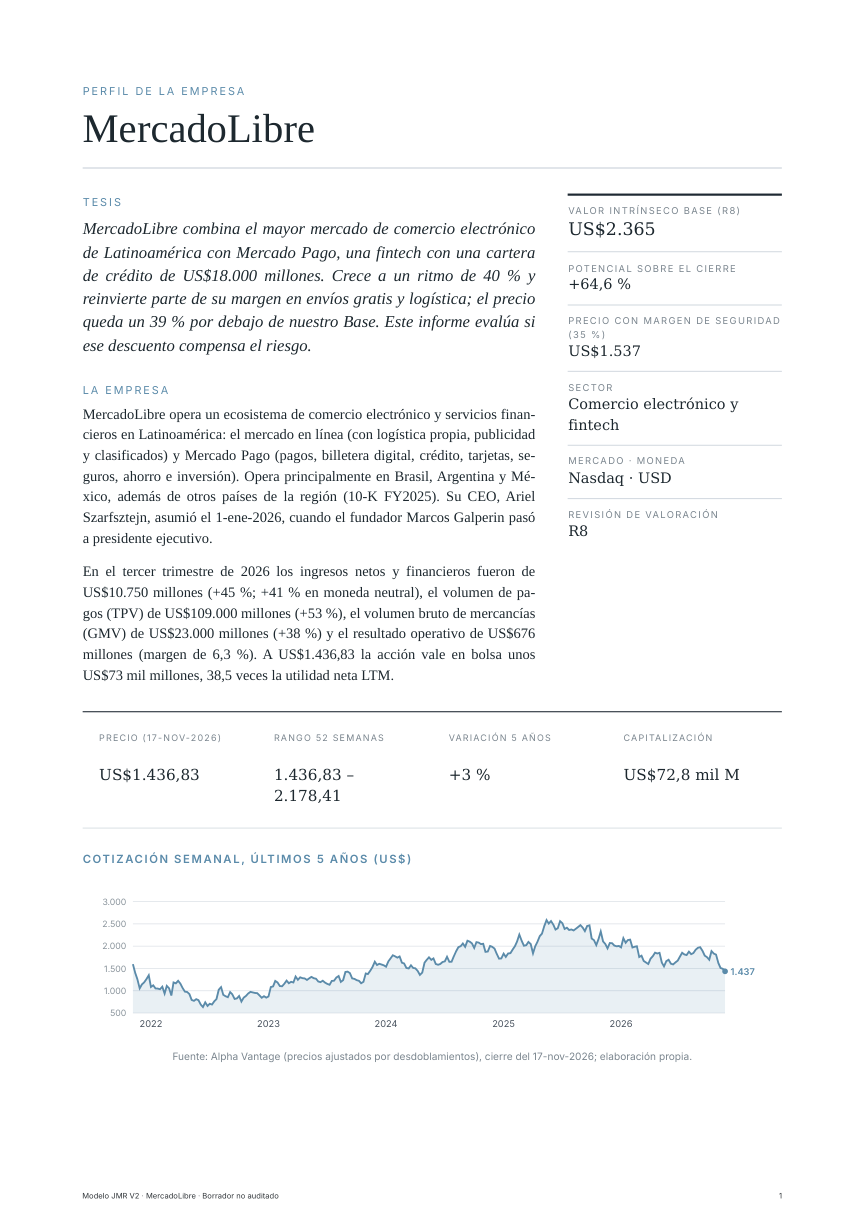 PERFIL DE LA EMPRESA
MercadoLibre
TESIS
MercadoLibre combina el mayor mercado de comercio electrónico
de Latinoamérica con Mercado Pago, una fintech con una cartera
de crédito de US$18.000 millones. Crece a un ritmo de 40 % y
reinvierte parte de su margen en envíos gratis y logística; el precio
queda un 39 % por debajo de nuestro Base. Este informe evalúa si
ese descuento compensa el riesgo.
LA EMPRESA
MercadoLibre opera un ecosistema de comercio electrónico y servicios finan-
cieros en Latinoamérica: el mercado en línea (con logística propia, publicidad
y clasificados) y Mercado Pago (pagos, billetera digital, crédito, tarjetas, se-
guros, ahorro e inversión). Opera principalmente en Brasil, Argentina y Mé-
xico, además de otros países de la región (10-K FY2025). Su CEO, Ariel
Szarfsztejn, asumió el 1-ene-2026, cuando el fundador Marcos Galperin pasó
a presidente ejecutivo.
En el tercer trimestre de 2026 los ingresos netos y financieros fueron de
US$10.750 millones (+45 %; +41 % en moneda neutral), el volumen de pa-
gos (TPV) de US$109.000 millones (+53 %), el volumen bruto de mercancías
(GMV) de US$23.000 millones (+38 %) y el resultado operativo de US$676
millones (margen de 6,3 %). A US$1.436,83 la acción vale en bolsa unos
US$73 mil millones, 38,5 veces la utilidad neta LTM.
VALOR INTRÍNSECO BASE (R8)
US$2.365
POTENCIAL SOBRE EL CIERRE
+64,6 %
PRECIO CON MARGEN DE SEGURIDAD
(35 %)
US$1.537
SECTOR
Comercio electrónico y
fintech
MERCADO · MONEDA
Nasdaq · USD
REVISIÓN DE VALORACIÓN
R8
PRECIO (17-NOV-2026)
US$1.436,83
RANGO 52 SEMANAS
1.436,83 –
2.178,41
VARIACIÓN 5 AÑOS
+3 %
CAPITALIZACIÓN
US$72,8 mil M
COTIZACIÓN SEMANAL, ÚLTIMOS 5 AÑOS (US$)
3.000
2.500
2.000
1.500
1.000
500
1.437
2022 2023 2024 2025 2026
Fuente: Alpha Vantage (precios ajustados por desdoblamientos), cierre del 17-nov-2026; elaboración propia.
Modelo JMR V2 · MercadoLibre · Borrador no auditado 1